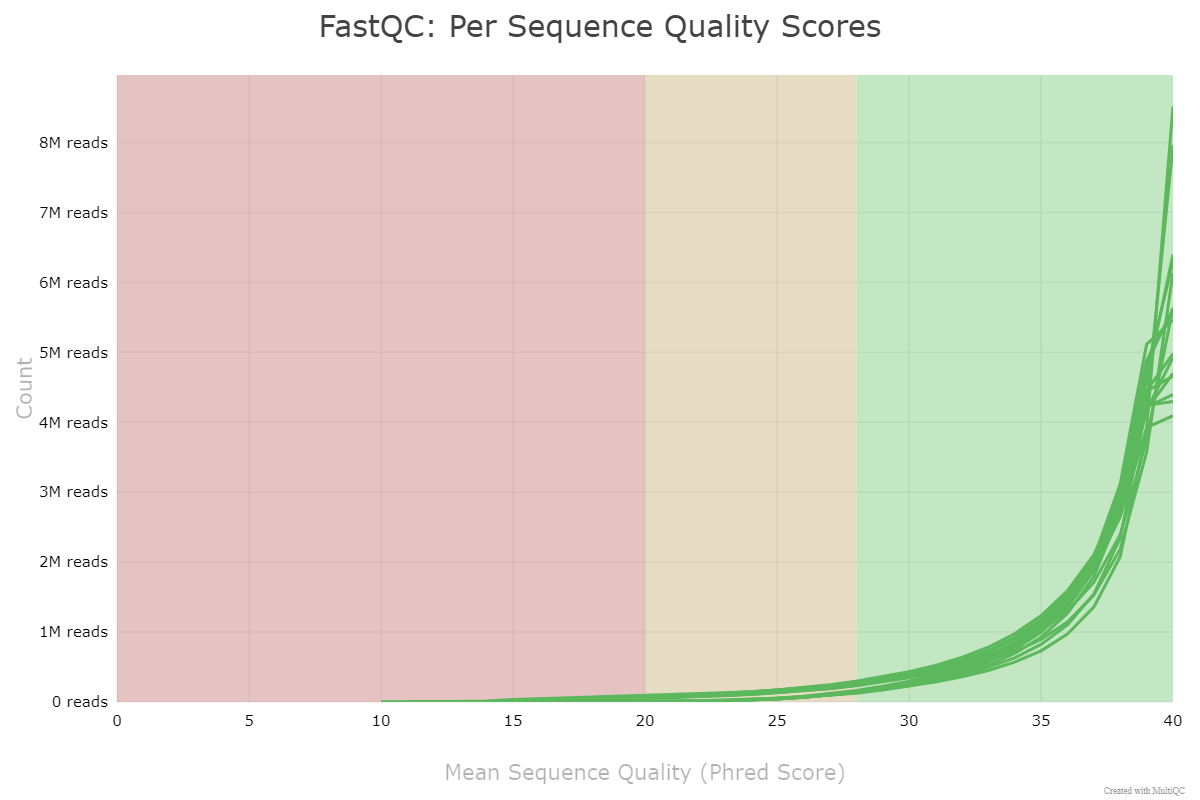 FastQC: Per Sequence Quality Scores
8M reads
7M reads
6M reads
5M reads
4M reads
3M reads
2M reads
1M reads
0 reads
Count
0 5 10 15 20 25 30 35 40
Mean Sequence Quality (Phred Score)
Created with MultiQC